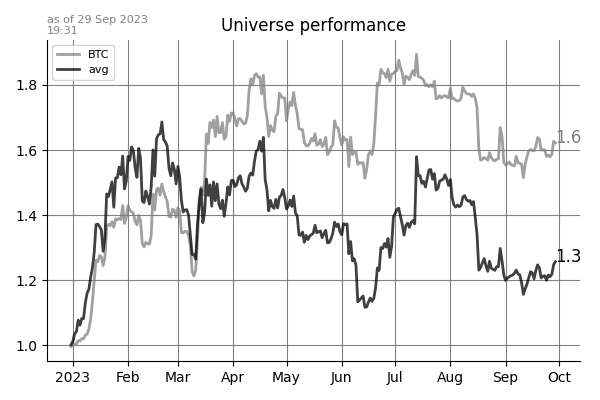 as of 29 Sep 2023
19:31
Universe performance
BTC
avg
1.8
1.6
1.4
1.2
1.0
1.6
1.3
2023 Feb Mar Apr May Jun Jul Aug Sep Oct